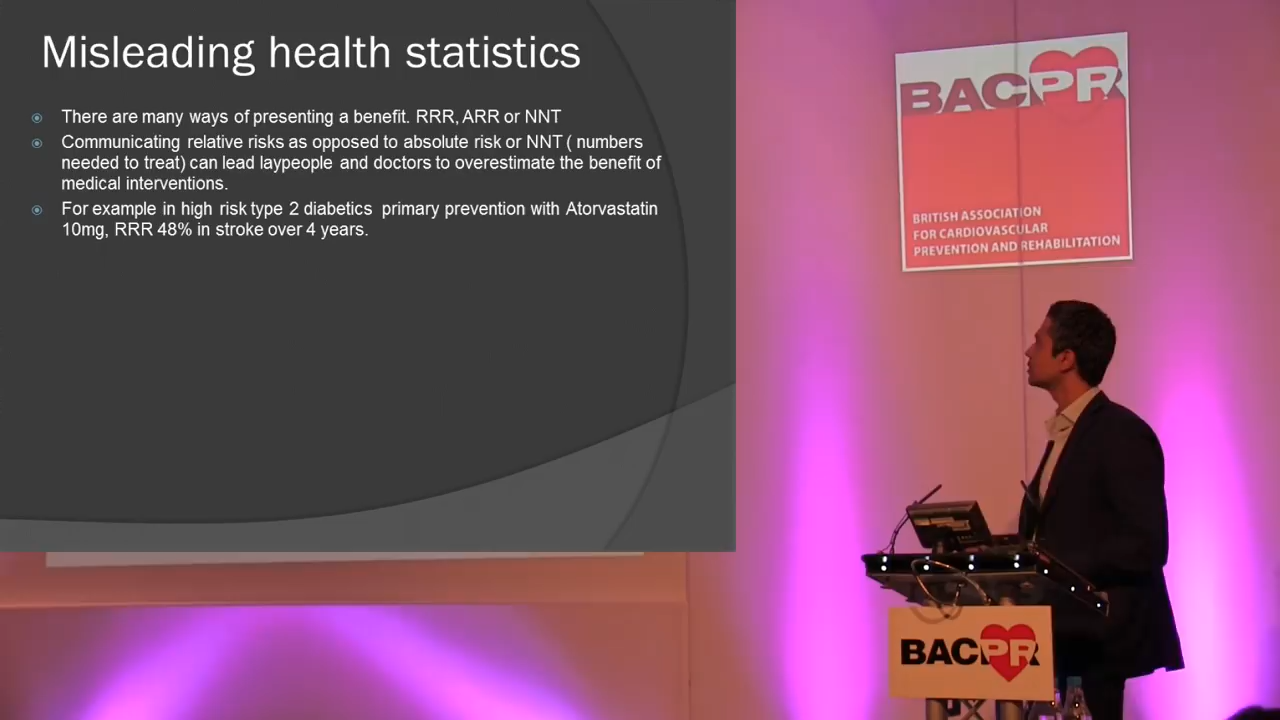 Misleading health statistics
There are many ways of presenting a benefit. RRR, ARR or NNT
Communicating relative risks as opposed to absolute risk or NNT ( numbers
needed to treat) can lead laypeople and doctors to overestimate the benefit of
medical interventions.
For example in high risk type 2 diabetics primary prevention with Atorvastatin
10mg, RRR 48% in stroke over 4 years.
BACPR
BRITISH ASSOCIATION
FOR CARDIOVASCULAR
PREVENTION AND REHABILITATION
BACPR